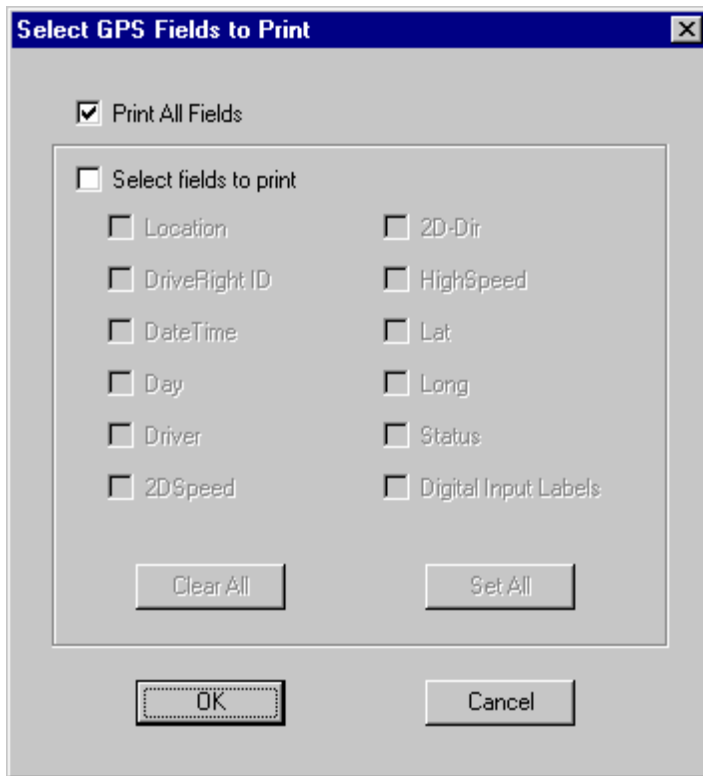 Select GPS Fields to Print
Print All Fields
Select fields to print
Location 2D-Dir
DriveRight ID HighSpeed
DateTime Lat
Day Long
Driver Status
2DSpeed Digital Input Labels
Clear All Set All
OK Cancel